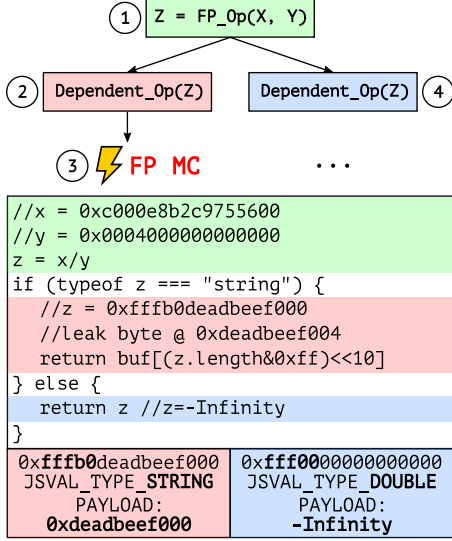 1 Z = FP_Op(X, Y)
2 Dependent_Op(Z) Dependent_Op(Z) 4
3 FP MC ...
//x = 0xc000e8b2c9755600
//y = 0x0004000000000000
z = x/y
if (typeof z === "string") {
//z = 0xfffb0deadbeef000
//leak byte @ 0xdeadbeef004
return buf[(z.length&0xff)<<10]
} else {
return z //z=-Infinity
}
0xfffb0deadbeef000
JSVAL_TYPE_STRING
PAYLOAD:
0xdeadbeef000
0xfff0000000000000
JSVAL_TYPE_DOUBLE
PAYLOAD:
-Infinity